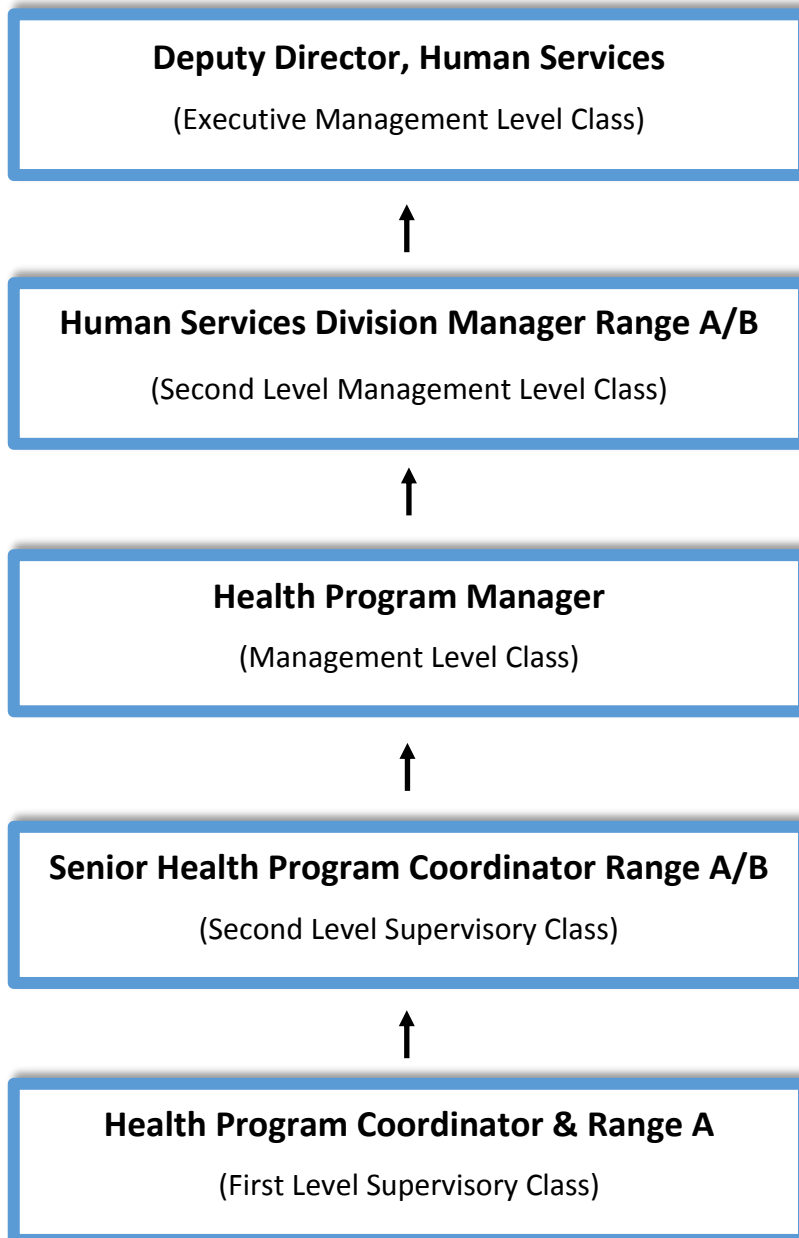 Deputy Director, Human Services
(Executive Management Level Class)
Human Services Division Manager Range A/B
(Second Level Management Level Class)
Health Program Manager
(Management Level Class)
Senior Health Program Coordinator Range A/B
(Second Level Supervisory Class)
Health Program Coordinator & Range A
(First Level Supervisory Class)